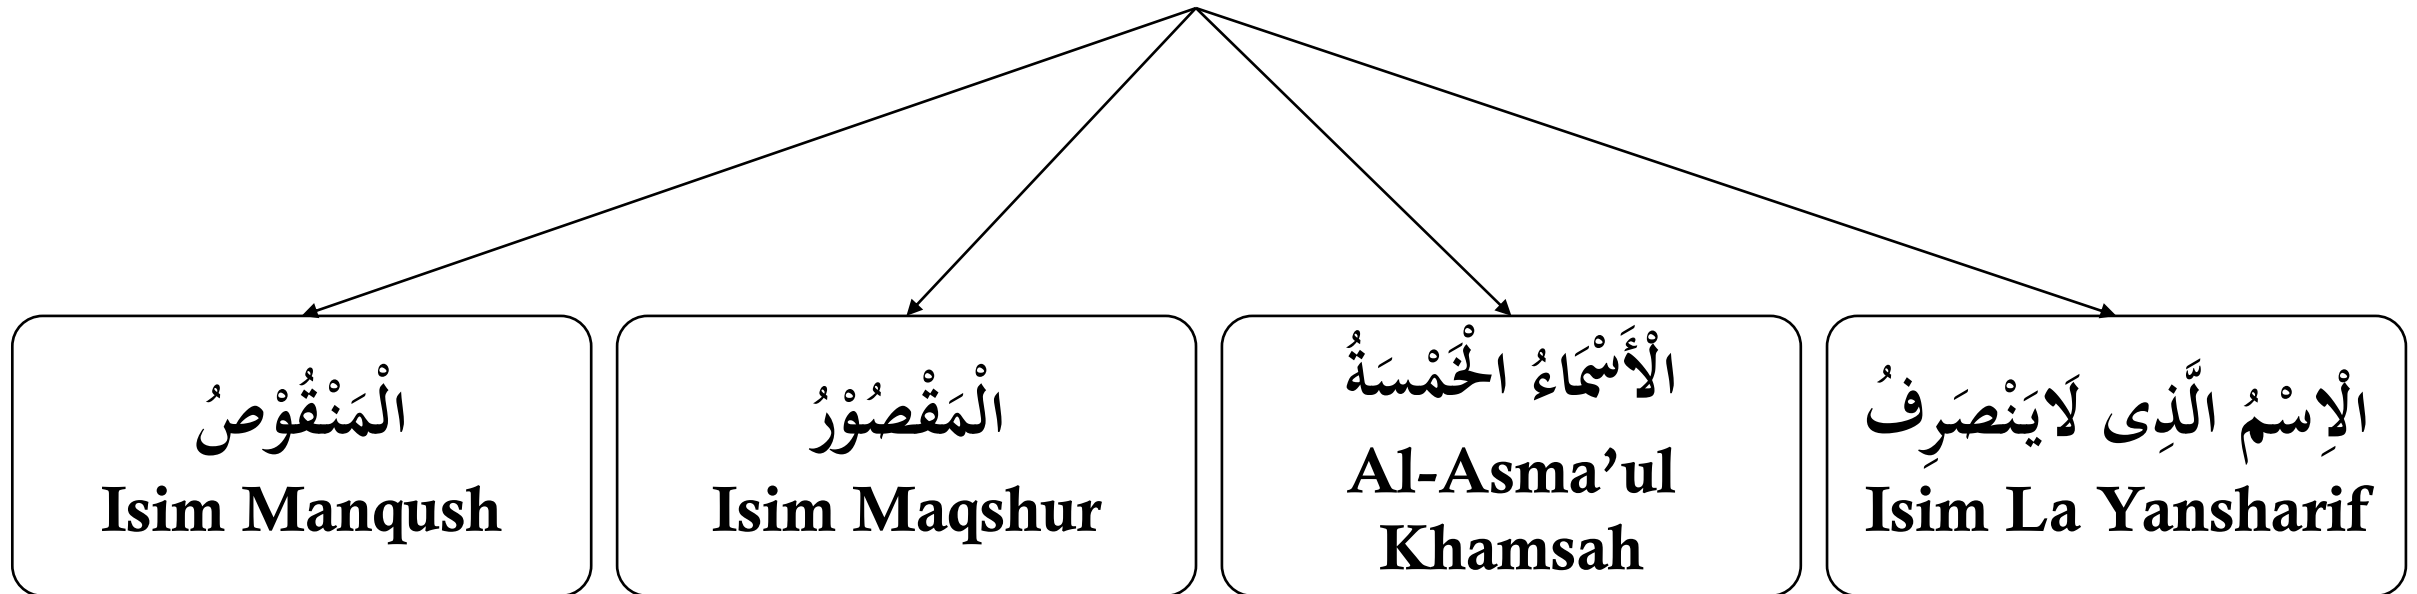 الْمَنْقُوْصُ
Isim Manqush
الْمَقْصُوْرُ
Isim Maqshur
الْأَسْمَاءُ الْخَمْسَةُ
Al-Asma’ul
Khamsah
الْاِسْمُ الَّذِى لَايَنْصَرِفُ
Isim La Yansharif